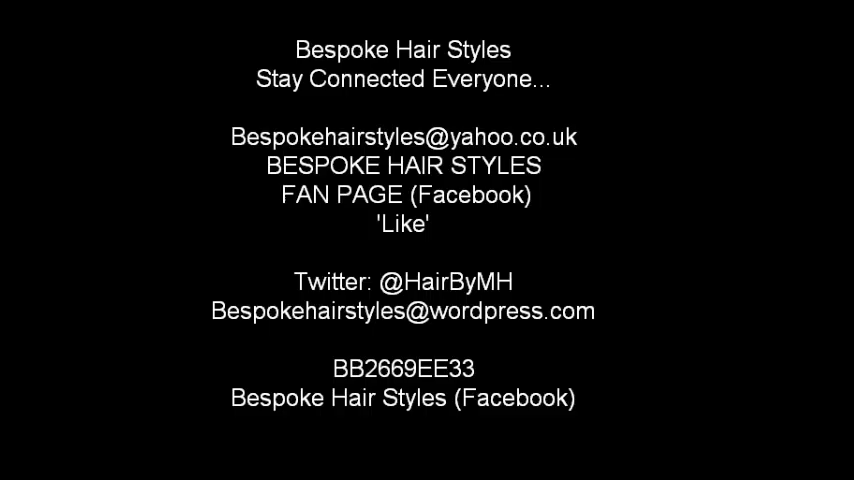 Bespoke Hair Styles
Stay Connected Everyone...
Bespokehairstyles@yahoo.co.uk
BESPOKE HAIR STYLES
FAN PAGE (Facebook)
'Like'
Twitter: @HairByMH
Bespokehairstyles@wordpress.com
BB2669EE33
Bespoke Hair Styles (Facebook)